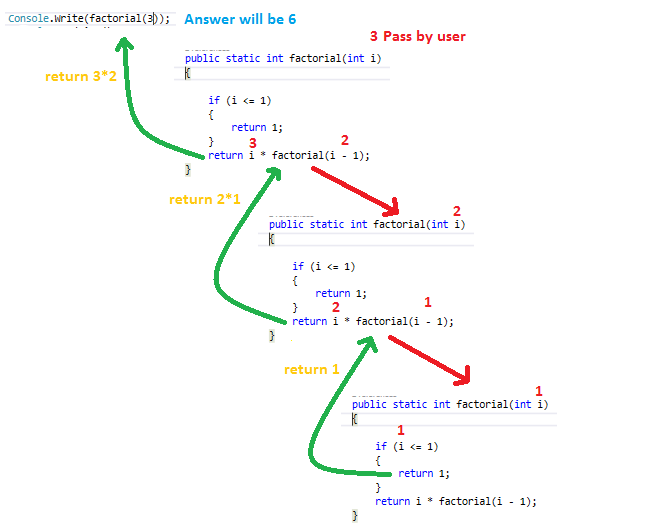 Console.Write(factorial(3)); Answer will be 6
3 Pass by user
public static int factorial(int i)
{
return 3*2
if (i <= 1)
{
return 1;
}
3 2
return i * factorial(i - 1);
}
return 2*1
2
public static int factorial(int i)
{
if (i <= 1)
{
return 1;
}
2 1
return i * factorial(i - 1);
}
return 1
1
public static int factorial(int i)
{
1
if (i <= 1)
{
return 1;
}
return i * factorial(i - 1);
}